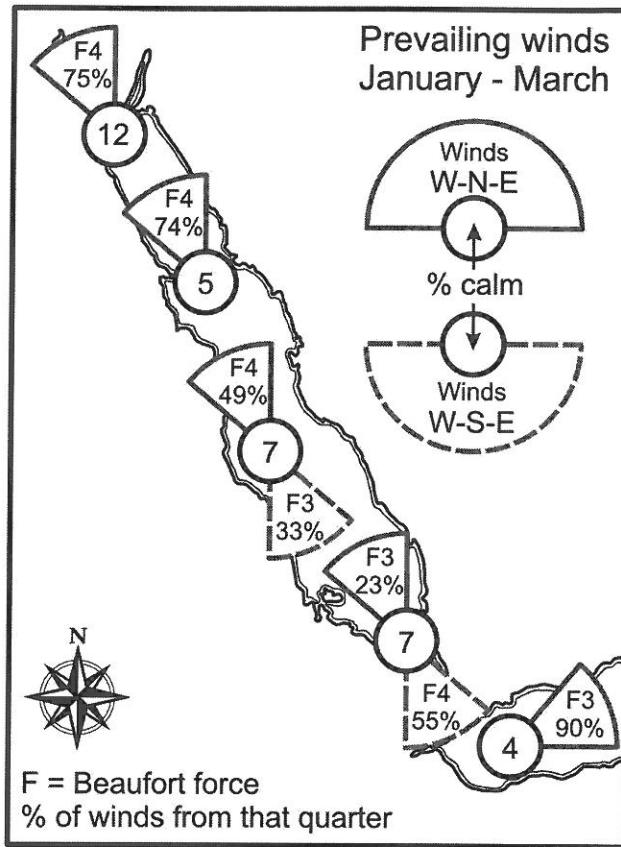 Prevailing winds
January - March
F4
75%
12
Winds
W-N-E
F4
74%
5
% calm
F4
49%
7
Winds
W-S-E
F3
33%
F3
23%
7
N
F4
55%
F3
90%
4
F = Beaufort force
% of winds from that quarter